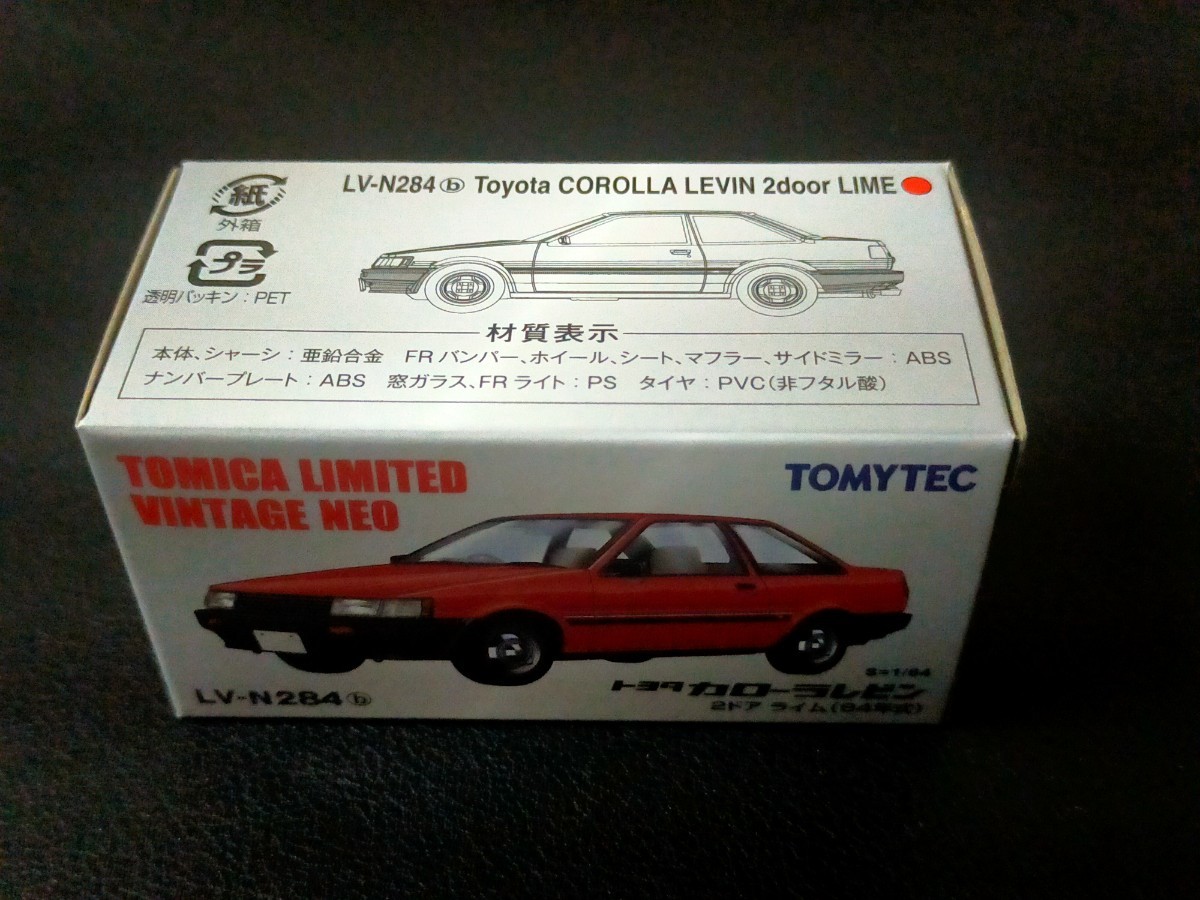 LV-N284 ⓑ Toyota COROLLA LEVIN 2door LIME
紙
外箱
プラ
透明パッキン：PET
材質表示
本体、シャーシ：亜鉛合金 FRバンパー、ホイール、シート、マフラー、サイドミラー：ABS
ナンバープレート：ABS 窓ガラス、FRライト：PS タイヤ：PVC(非フタル酸)
TOMICA LIMITED
VINTAGE NEO
TOMYTEC
S=1/64
LV-N284ⓑ
トヨタ カローラレビン
2ドア ライム(84年式)